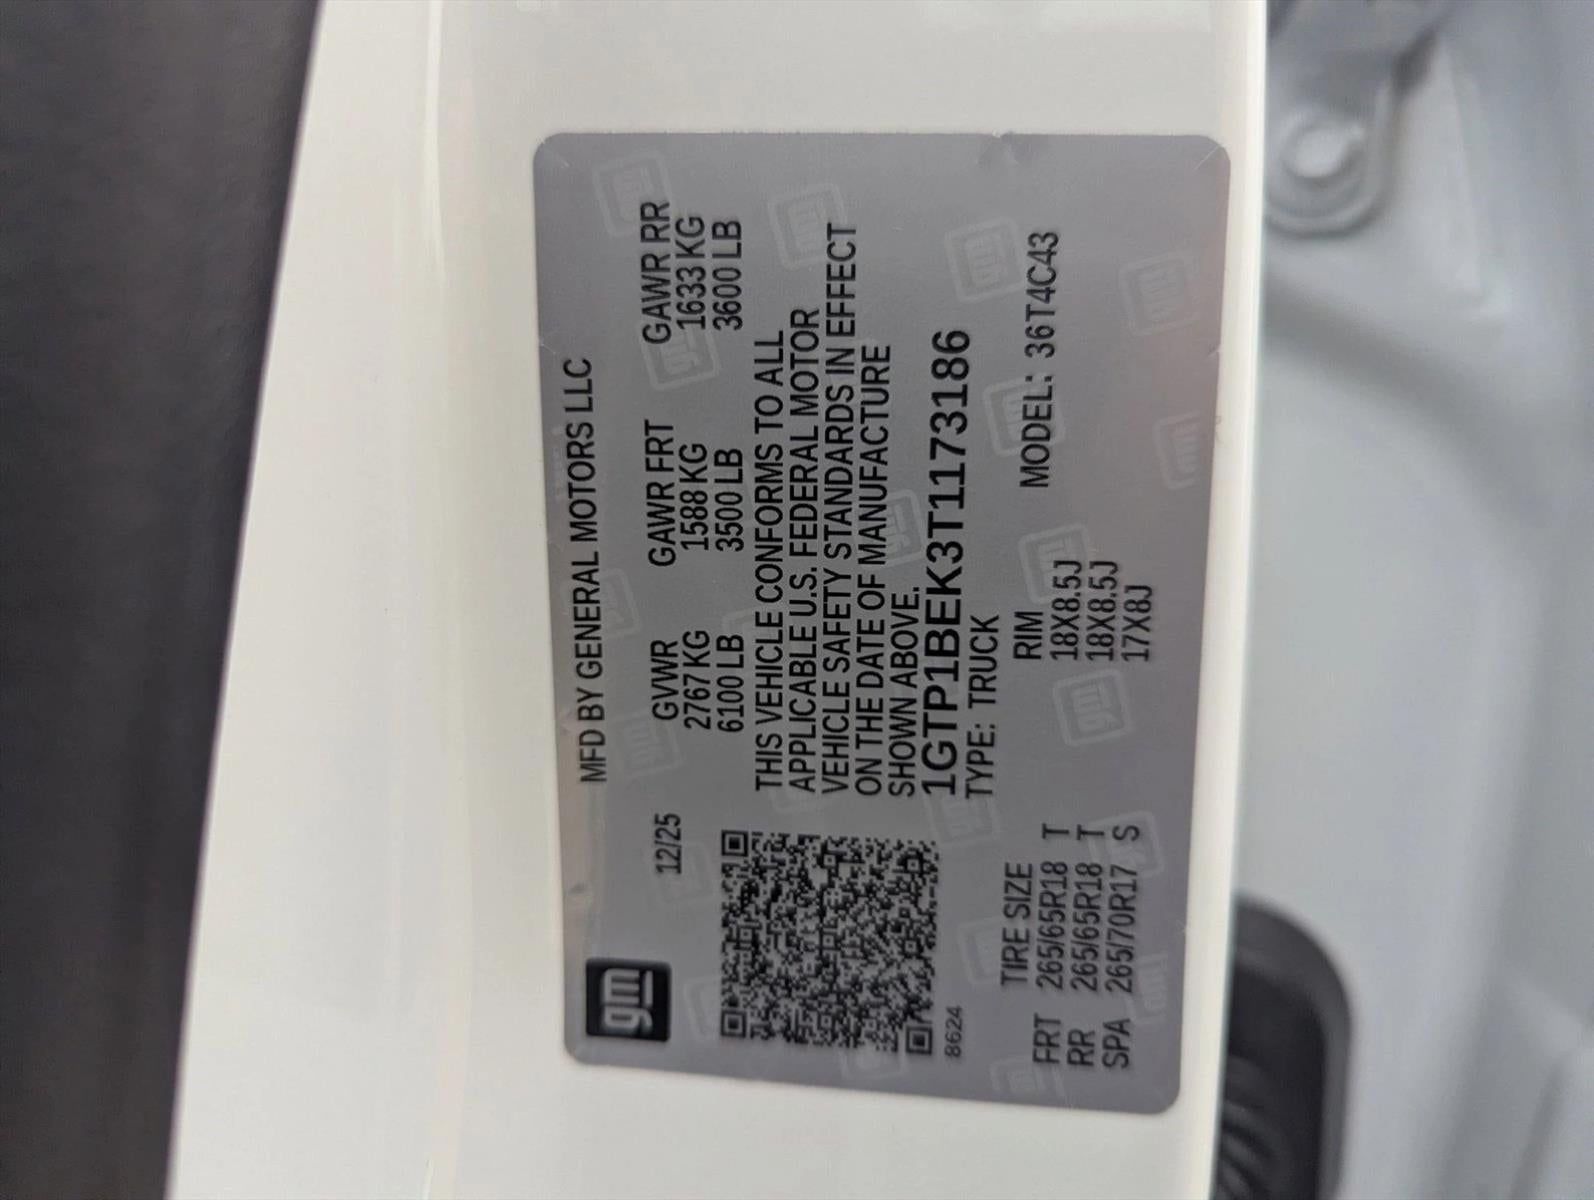 gm
MFD BY GENERAL MOTORS LLC
12/25
GVWR GAWR FRT GAWR RR
2767 KG 1588 KG 1633 KG
6100 LB 3500 LB 3600 LB
THIS VEHICLE CONFORMS TO ALL
APPLICABLE U.S. FEDERAL MOTOR
VEHICLE SAFETY STANDARDS IN EFFECT
ON THE DATE OF MANUFACTURE
SHOWN ABOVE.
1GTP1BEK3T1173186
TYPE: TRUCK
8624
TIRE SIZE RIM MODEL: 36T4C43
FRT 265/65R18 T 18X8.5J
RR 265/65R18 T 18X8.5J
SPA 265/70R17 S 17X8J